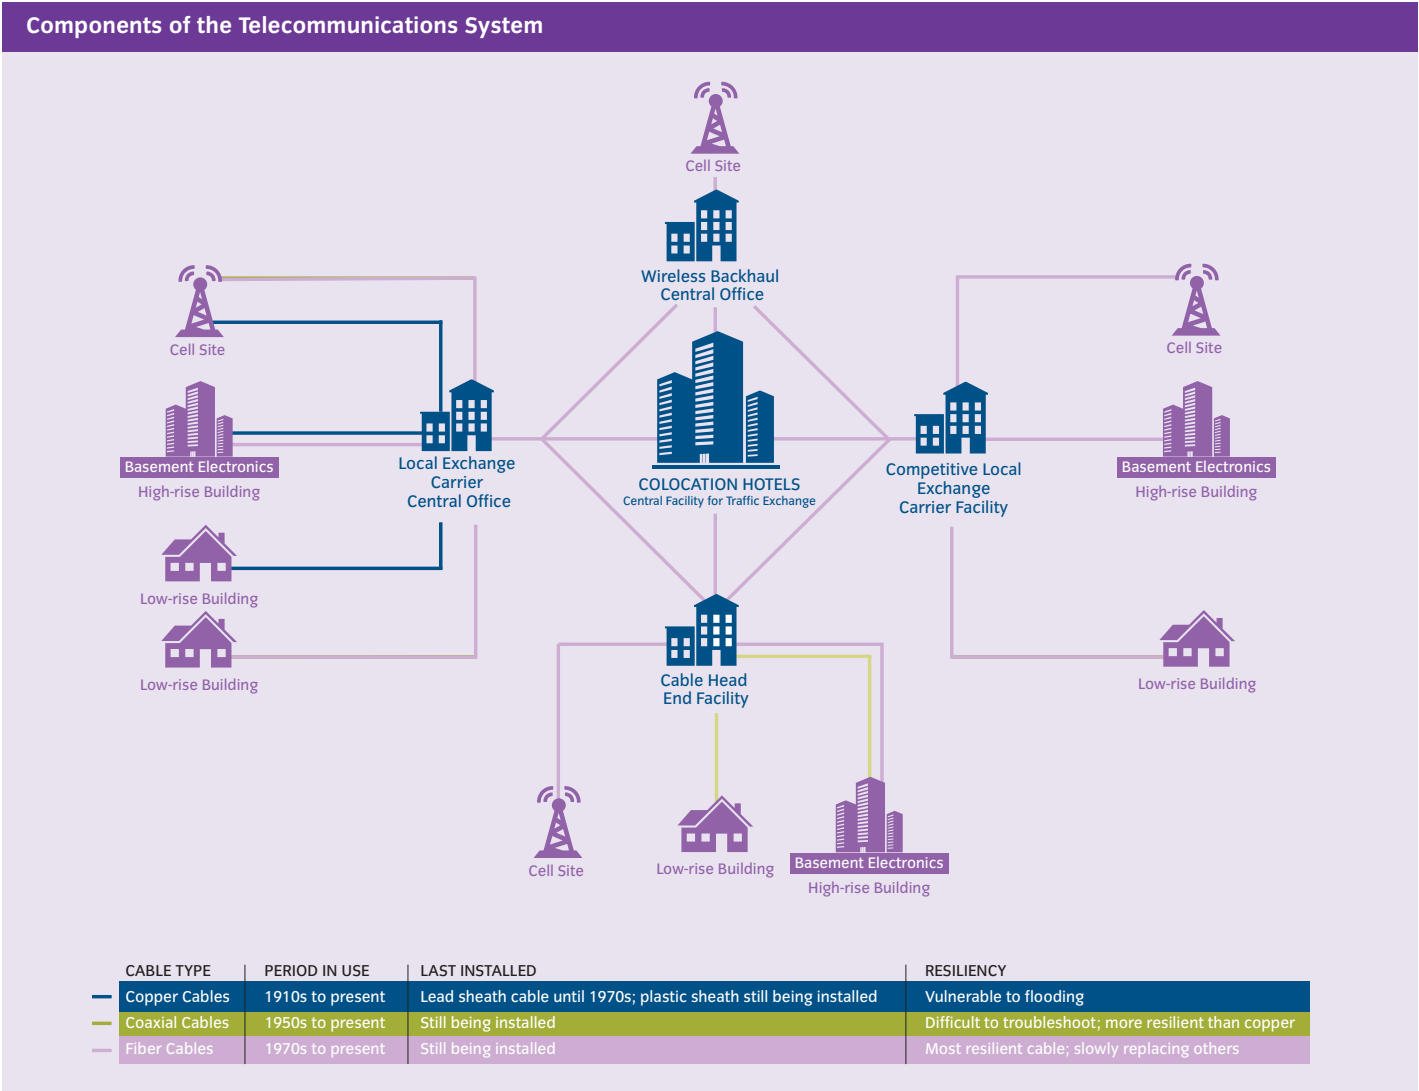 Components of the Telecommunications System
Cell Site
Wireless Backhaul
Central Office
Cell Site
Cell Site
Basement Electronics
High-rise Building
Local Exchange
Carrier
Central Office
COLOCATION HOTELS
Central Facility for Traffic Exchange
Competitive Local
Exchange
Carrier Facility
Basement Electronics
High-rise Building
Low-rise Building
Low-rise Building
Cable Head
End Facility
Low-rise Building
Cell Site
Low-rise Building
Basement Electronics
High-rise Building
CABLE TYPE PERIOD IN USE LAST INSTALLED RESILIENCY
Copper Cables 1910s to present Lead sheath cable until 1970s; plastic sheath still being installed Vulnerable to flooding
Coaxial Cables 1950s to present Still being installed Difficult to troubleshoot; more resilient than copper
Fiber Cables 1970s to present Still being installed Most resilient cable; slowly replacing others